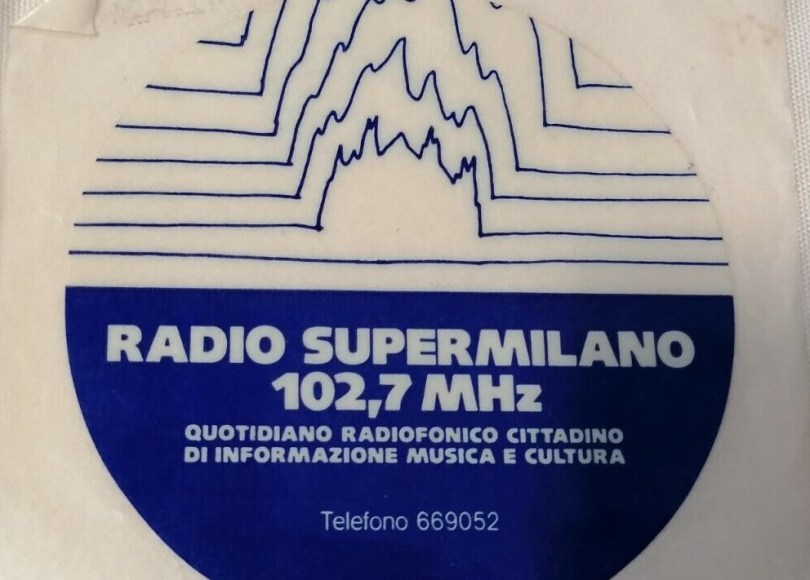 RADIO SUPERMILANO
102,7 MHz
QUOTIDIANO RADIOFONICO CITTADINO
DI INFORMAZIONE MUSICA E CULTURA
Telefono 669052